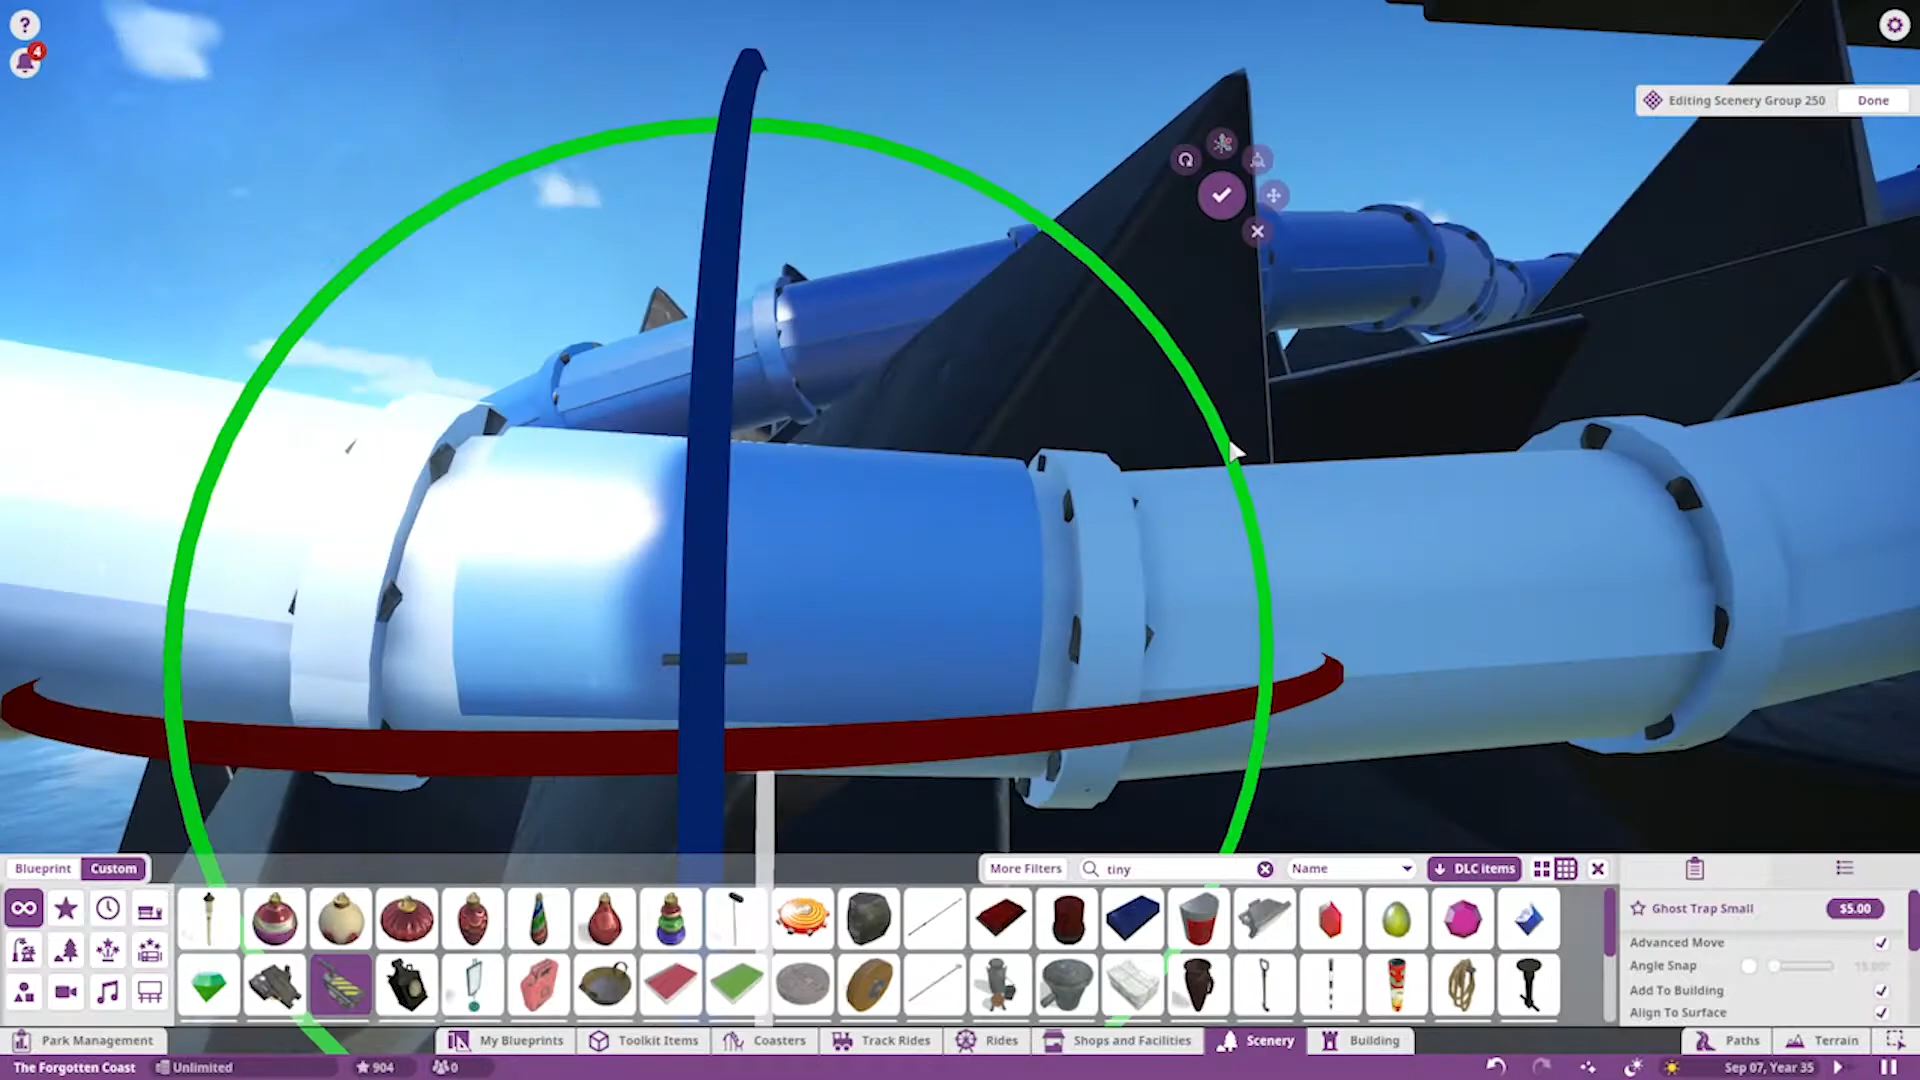 ?
4
Editing Scenery Group 250 Done
Blueprint Custom
More Filters tiny Name DLC items
Ghost Trap Small $5.00
Advanced Move
Angle Snap 15.00°
Add To Building
Align To Surface
Park Management My Blueprints Toolkit Items Coasters Track Rides Rides Shops and Facilities Scenery Building Paths Terrain
The Forgotten Coast Unlimited 904 0 Sep 07, Year 35